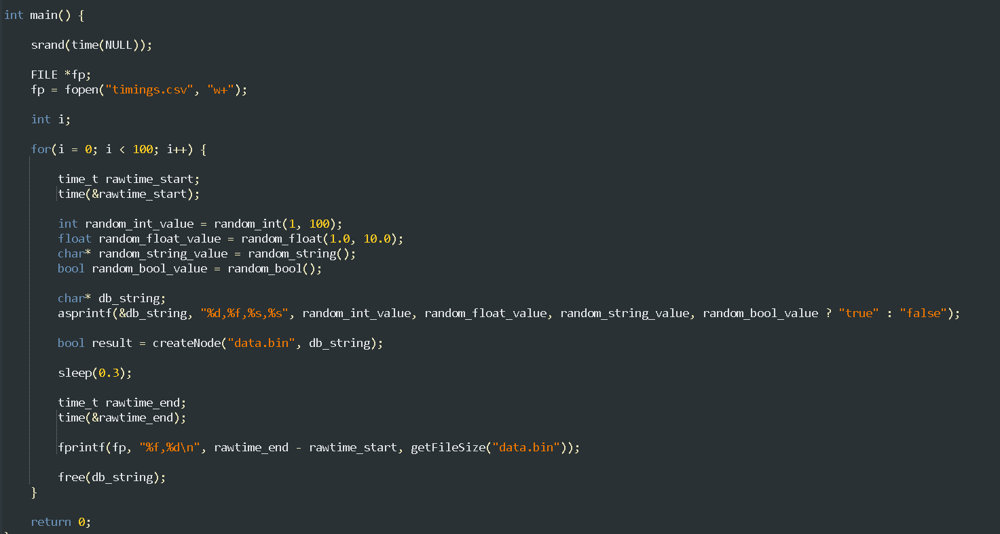 int main() {
srand(time(NULL));
FILE *fp;
fp = fopen("timings.csv", "w+");
int i;
for(i = 0; i < 100; i++) {
time_t rawtime_start;
time(&rawtime_start);
int random_int_value = random_int(1, 100);
float random_float_value = random_float(1.0, 10.0);
char* random_string_value = random_string();
bool random_bool_value = random_bool();
char* db_string;
asprintf(&db_string, "%d,%f,%s,%s", random_int_value, random_float_value, random_string_value, random_bool_value ? "true" : "false");
bool result = createNode("data.bin", db_string);
sleep(0.3);
time_t rawtime_end;
time(&rawtime_end);
fprintf(fp, "%f,%d\n", rawtime_end - rawtime_start, getFileSize("data.bin"));
free(db_string);
}
return 0;